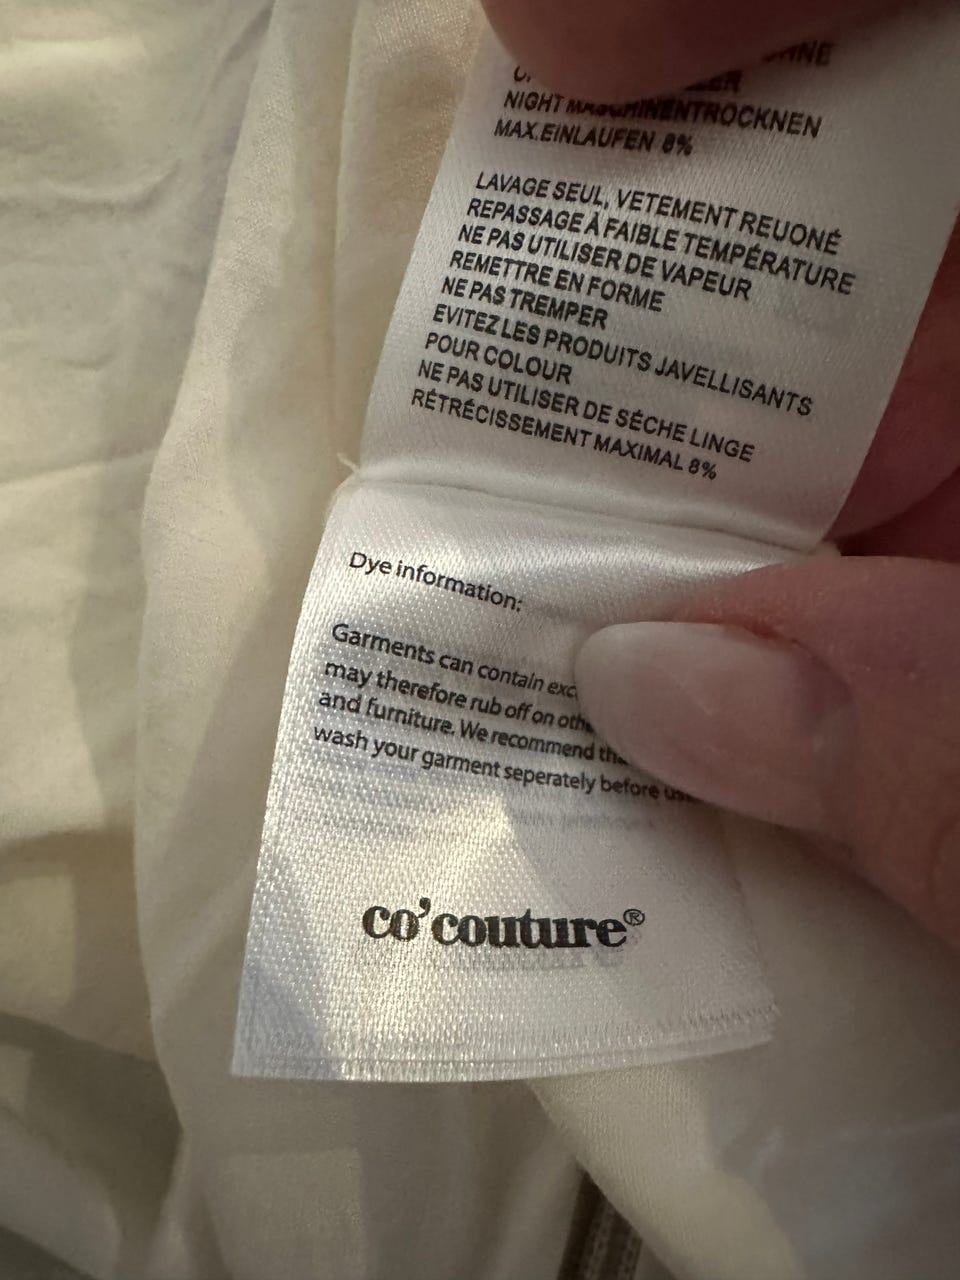 NIGHT MASCHINENTROCKNEN
MAX.EINLAUFEN 8%
LAVAGE SEUL, VETEMENT REUONÉ
REPASSAGE À FAIBLE TEMPÉRATURE
NE PAS UTILISER DE VAPEUR
REMETTRE EN FORME
NE PAS TREMPER
EVITEZ LES PRODUITS JAVELLISANTS
POUR COLOUR
NE PAS UTILISER DE SÉCHE LINGE
RÉTRÉCISSEMENT MAXIMAL 8%
Dye information:
Garments can contain
may therefore rub off on
and furniture. We recommend
wash your garment seperately before
co'couture®